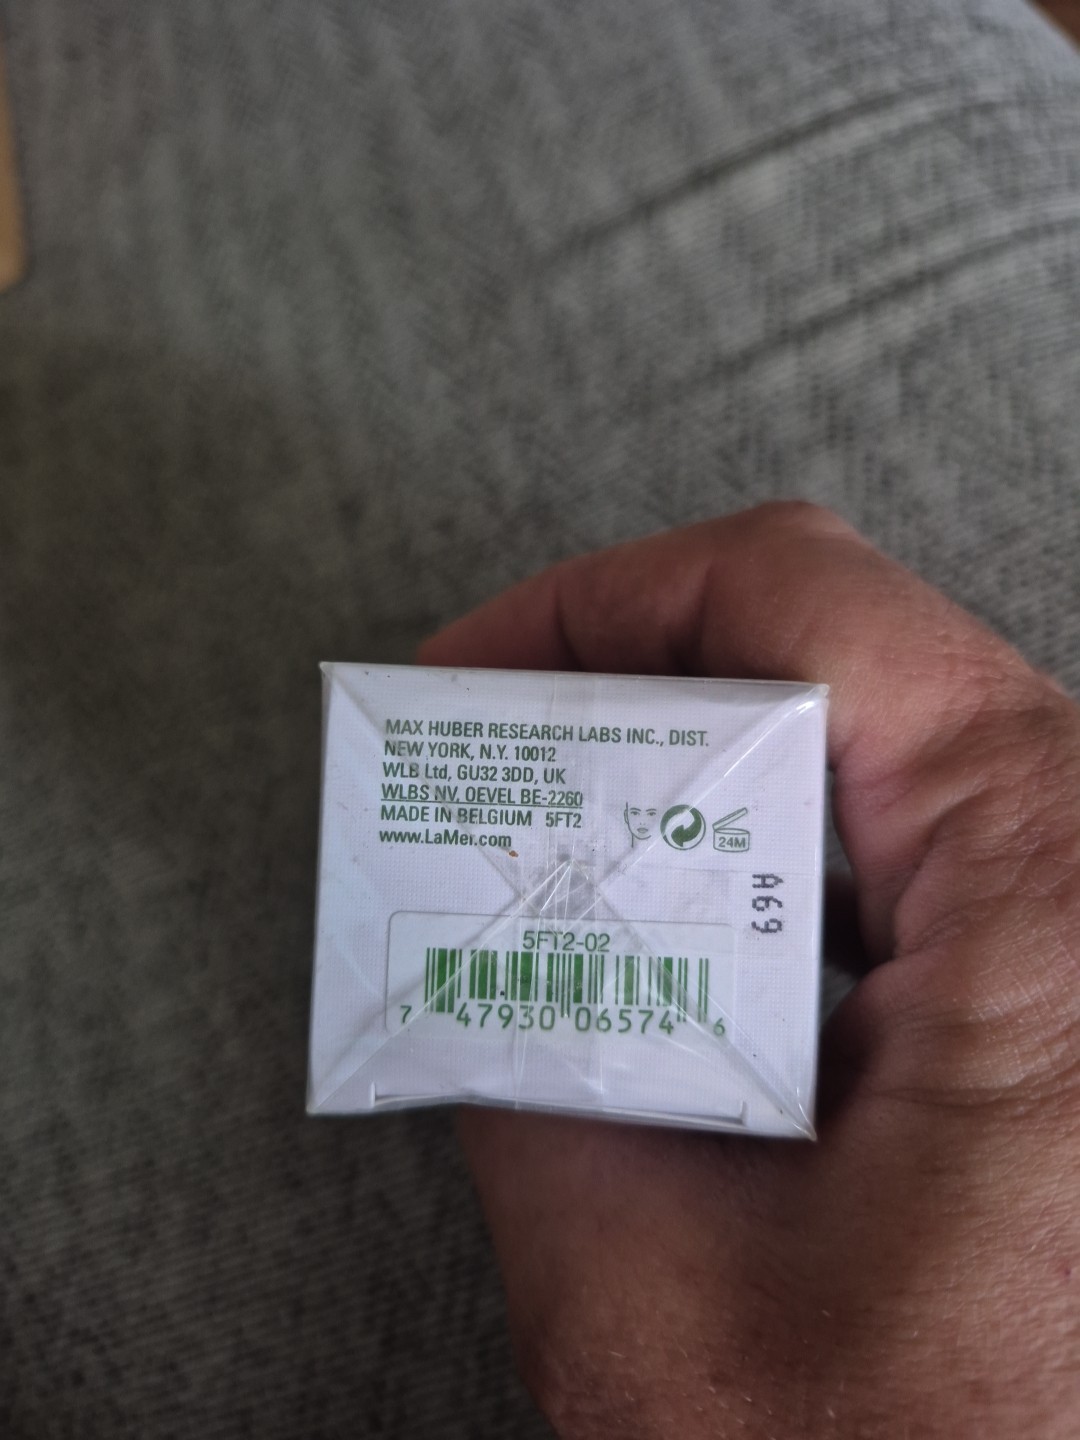 MAX HUBER RESEARCH LABS INC., DIST.
NEW YORK, N.Y. 10012
WLB Ltd, GU32 3DD, UK
WLBS NV, OEVEL BE-2260
MADE IN BELGIUM 5FT2
www.LaMer.com
24M
A69
5FT2-02
7 47930 06574 6